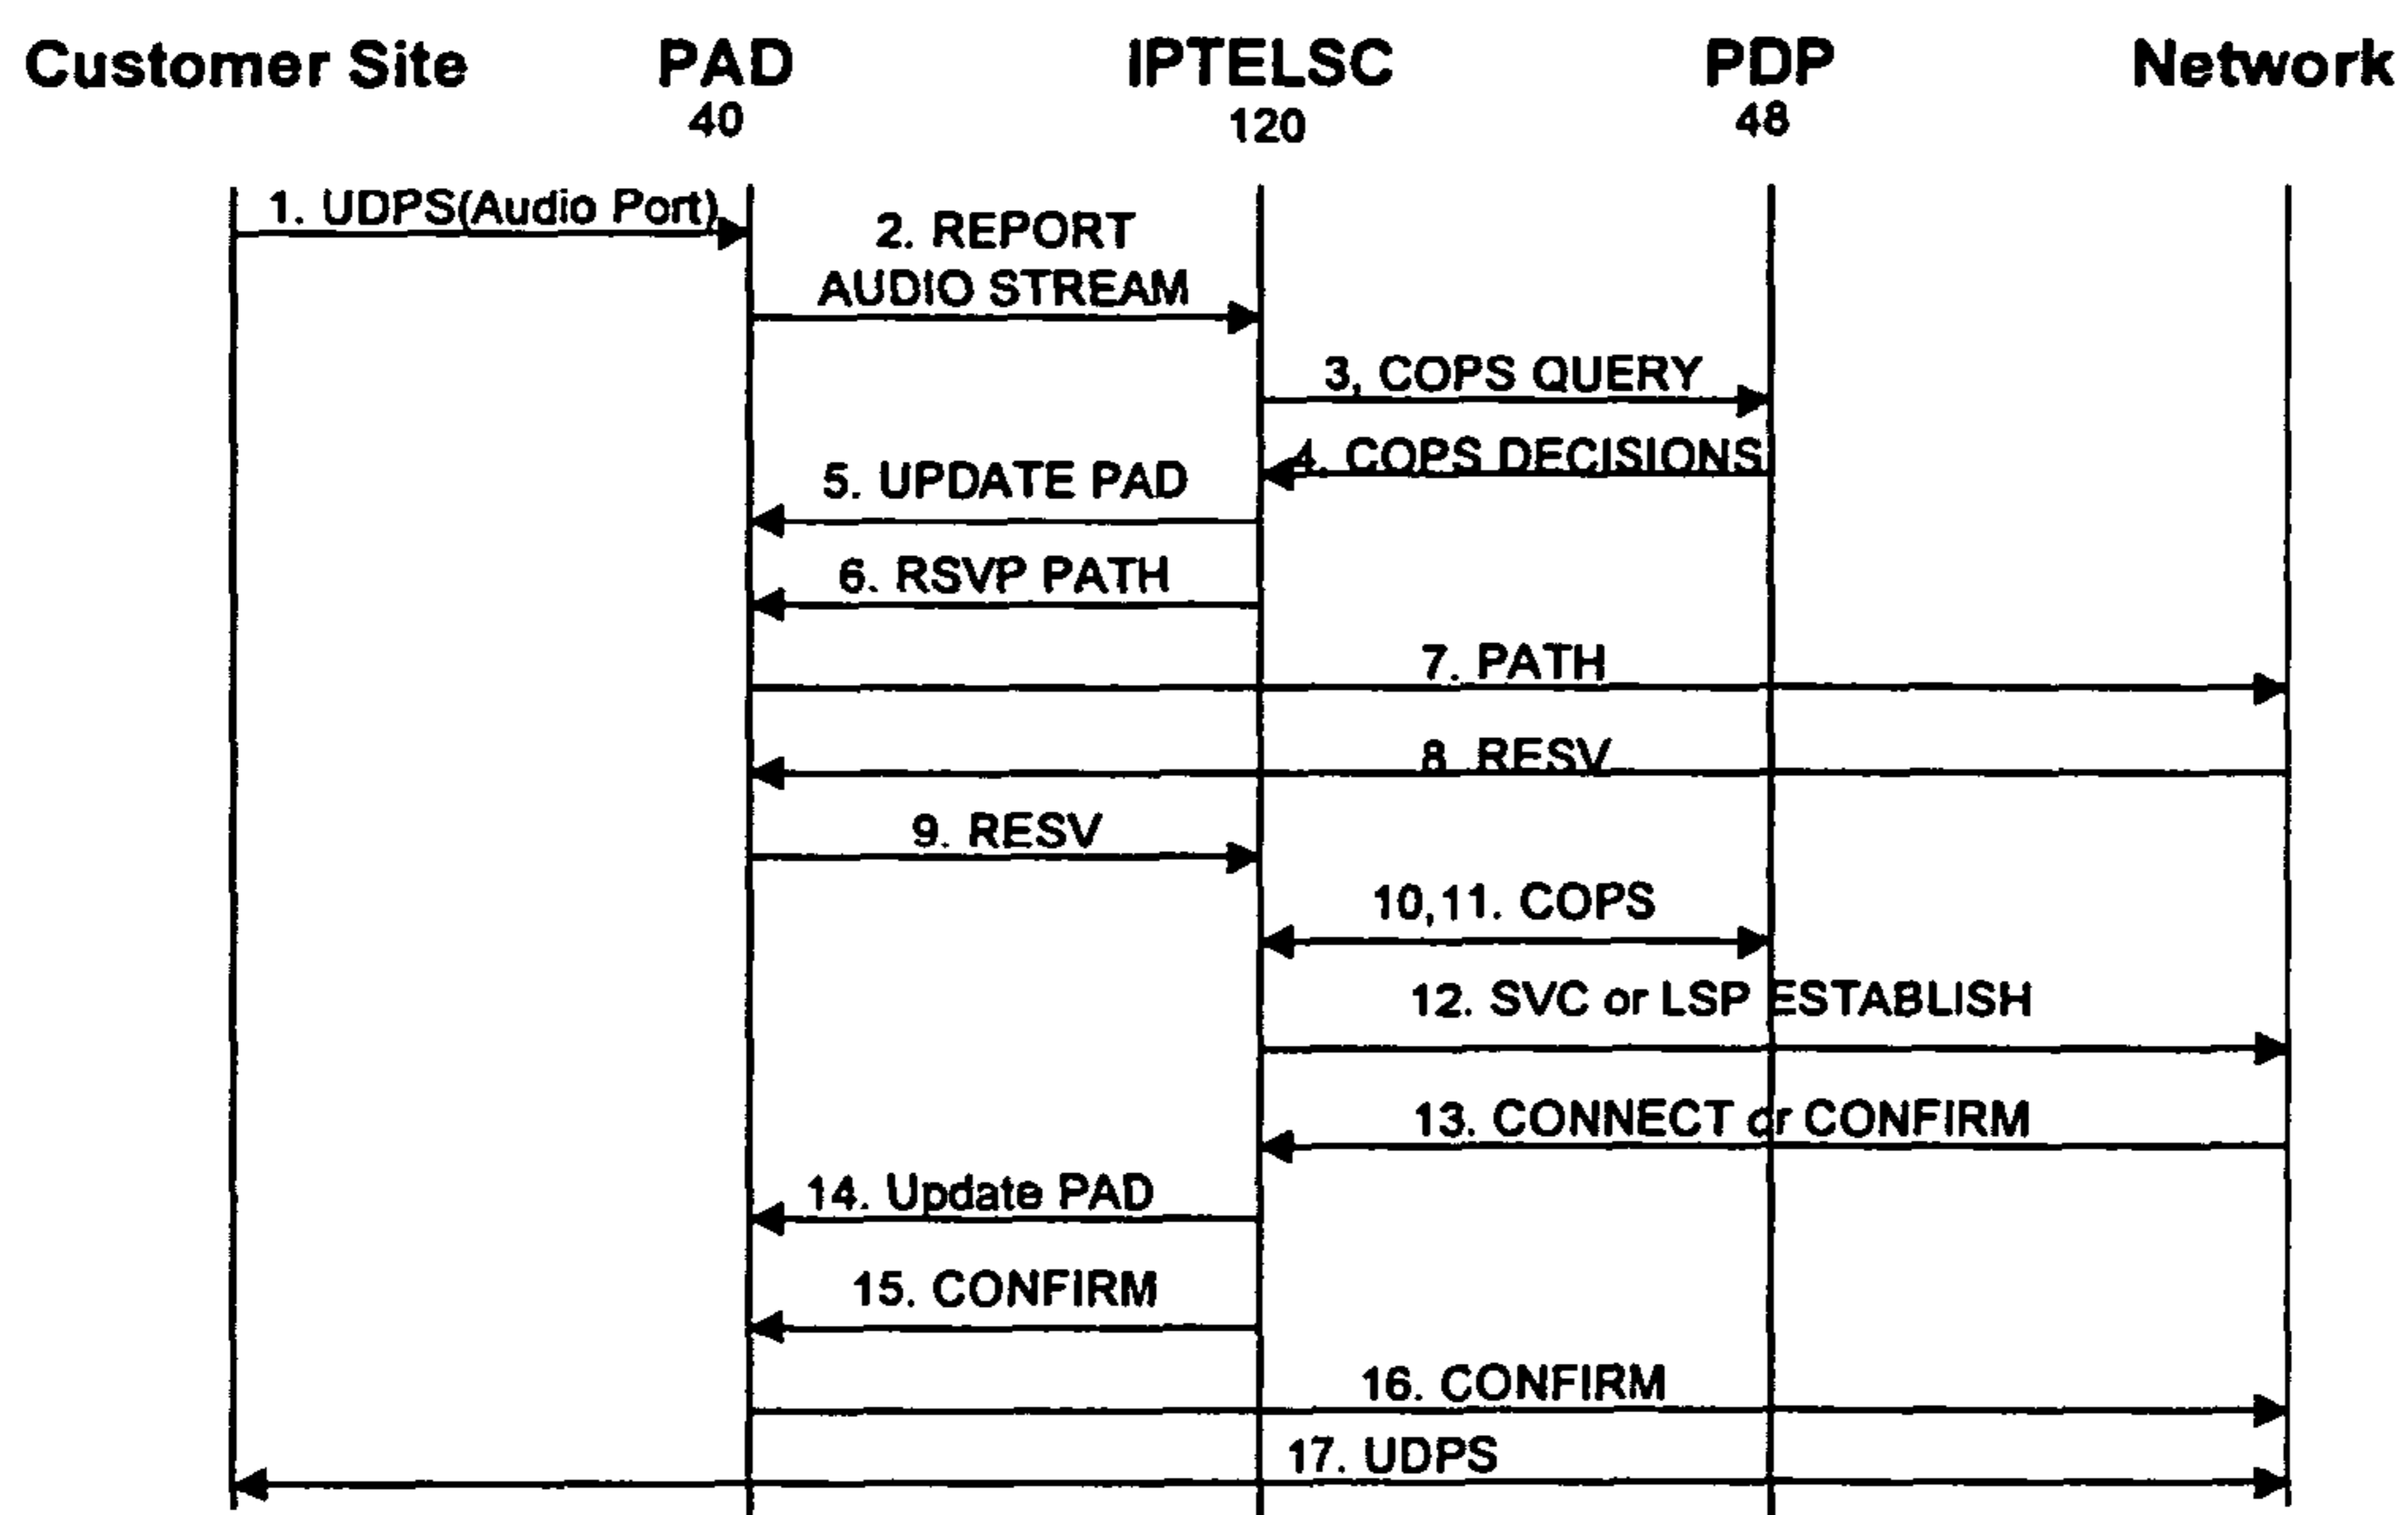 Customer Site PAD IPTELSC PDP Network
40 120 48
1. UDPS(Audio Port)
2. REPORT
AUDIO STREAM
3, COPS QUERY
4. COPS DECISIONS
5. UPDATE PAD
6. RSVP PATH
7. PATH
8. RESV
9. RESV
10,11. COPS
12. SVC or LSP ESTABLISH
13. CONNECT or CONFIRM
14. Update PAD
15. CONFIRM
16. CONFIRM
17. UDPS